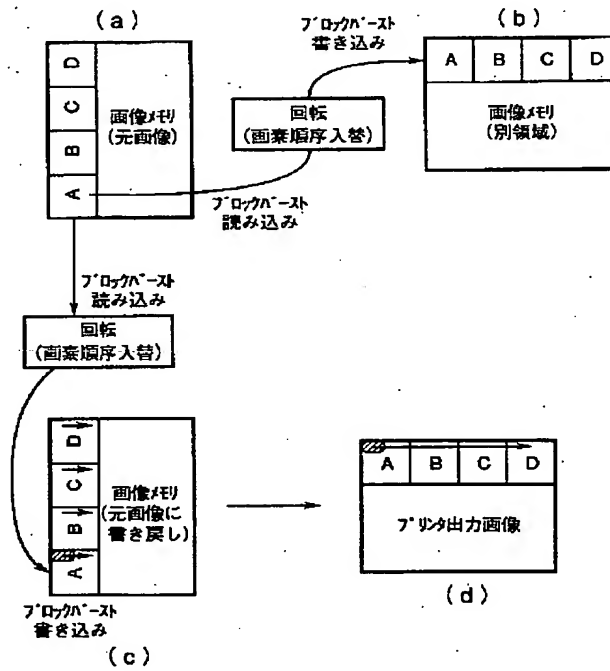 (a)
D
C
B
A
画像メモリ
(元画像)
ブロックバースト
書き込み
回転
(画素順序入替)
ブロックバースト
読み込み
(b)
A B C D
画像メモリ
(別領域)
ブロックバースト
読み込み
回転
(画素順序入替)
D
C
B
A
画像メモリ
(元画像に
書き戻し)
ブロックバースト
書き込み
(c)
A B C D
プリンタ出力画像
(d)